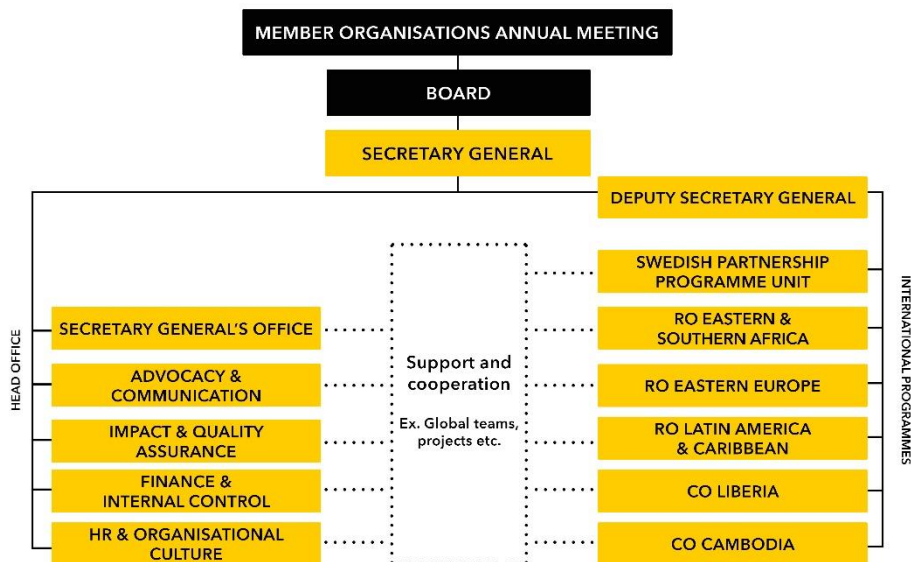 MEMBER ORGANISATIONS ANNUAL MEETING
BOARD
SECRETARY GENERAL
DEPUTY SECRETARY GENERAL
HEAD OFFICE
SECRETARY GENERAL'S OFFICE
ADVOCACY &
COMMUNICATION
IMPACT & QUALITY
ASSURANCE
FINANCE &
INTERNAL CONTROL
HR & ORGANISATIONAL
CULTURE
Support and
cooperation
Ex. Global teams,
projects etc.
SWEDISH PARTNERSHIP
PROGRAMME UNIT
RO EASTERN &
SOUTHERN AFRICA
RO EASTERN EUROPE
RO LATIN AMERICA
& CARIBBEAN
CO LIBERIA
CO CAMBODIA
INTERNATIONAL PROGRAMMES